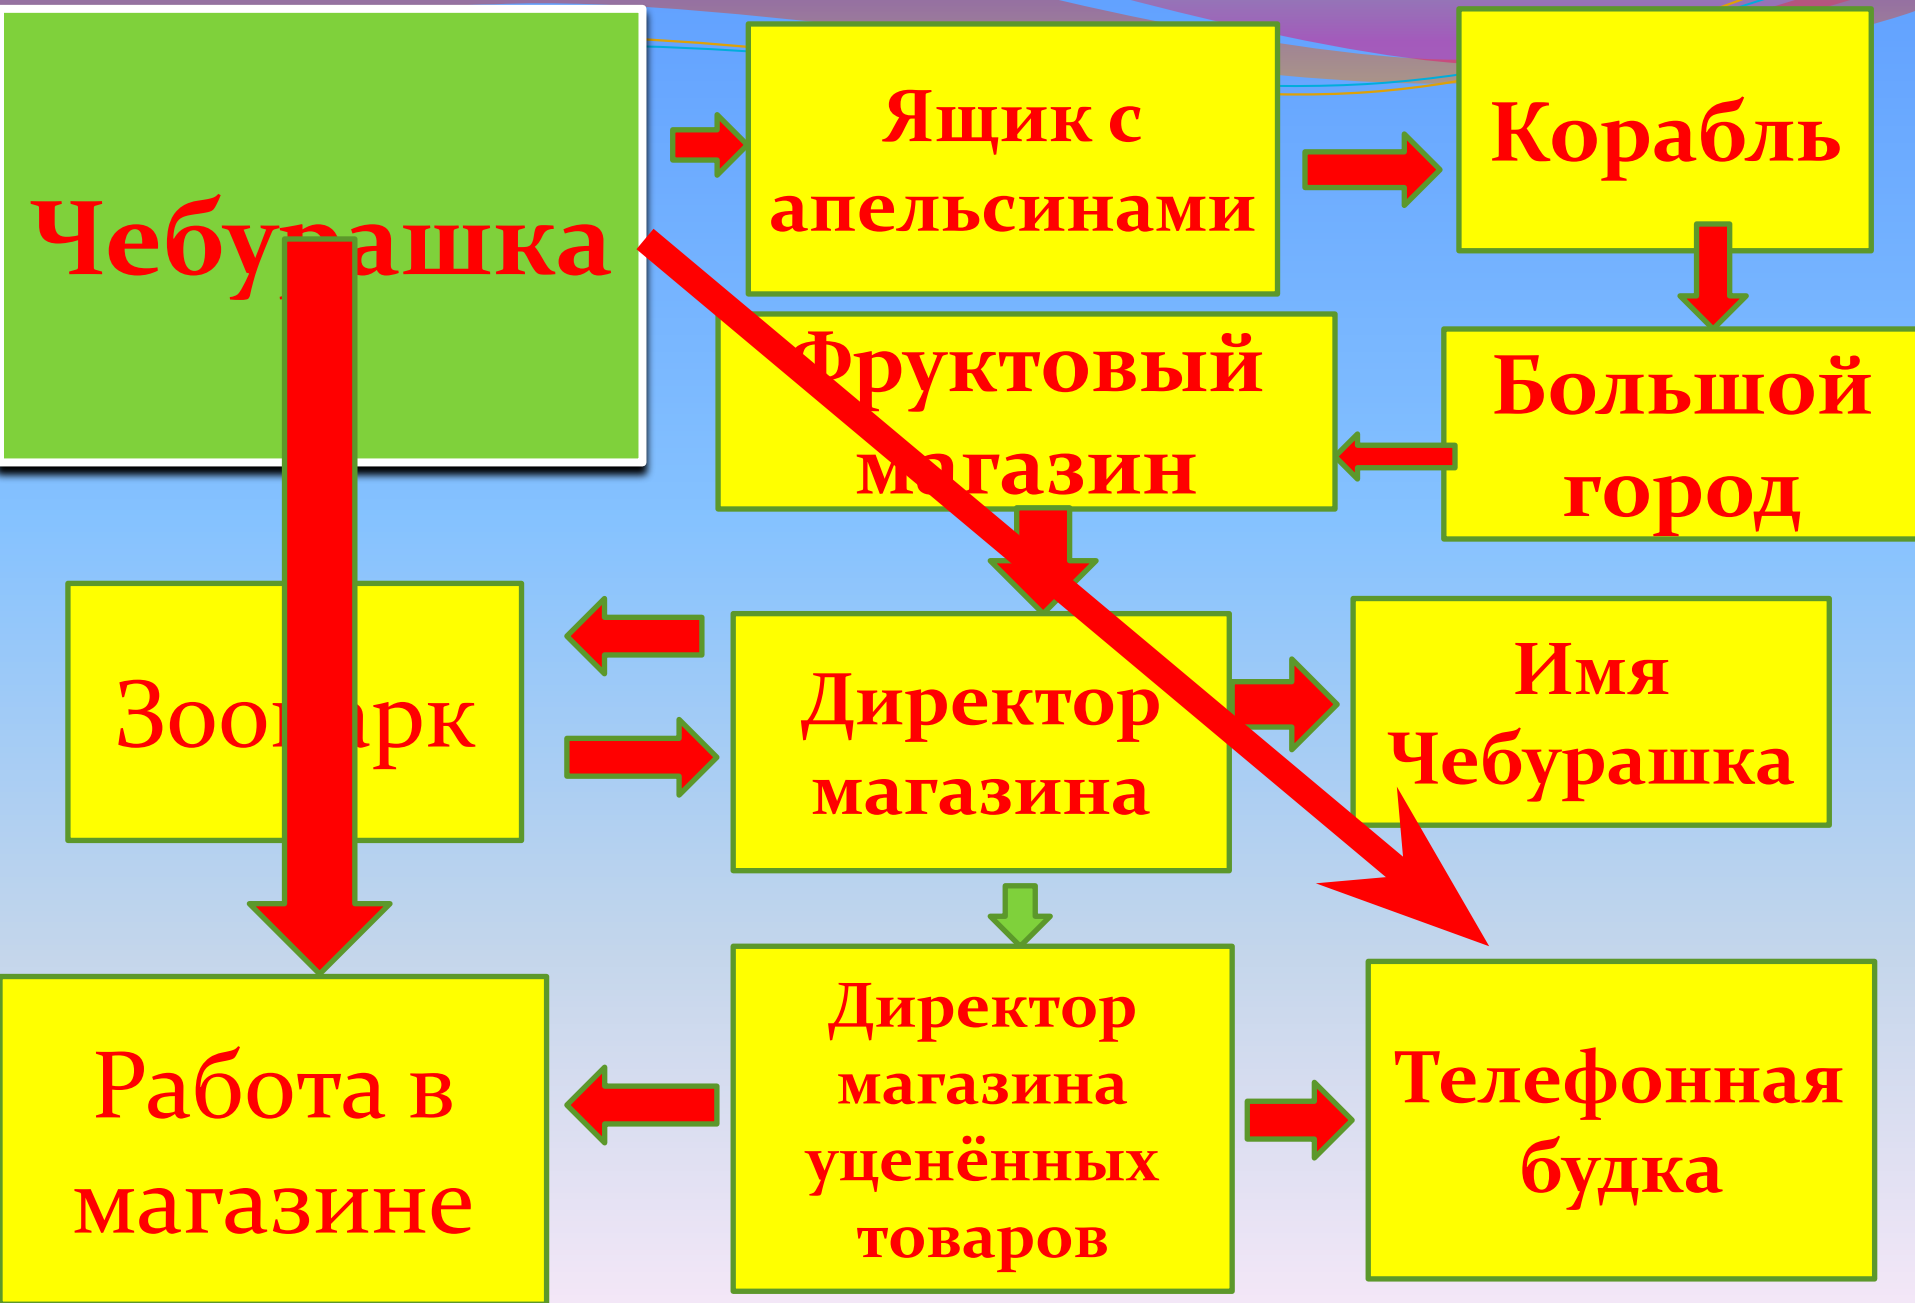 Чебурашка
Ящик с
апельсинами
Корабль
Фруктовый
магазин
Большой
город
Зоопарк
Директор
магазина
Имя
Чебурашка
Работа в
магазине
Директор
магазина
уценённых
товаров
Телефонная
будка